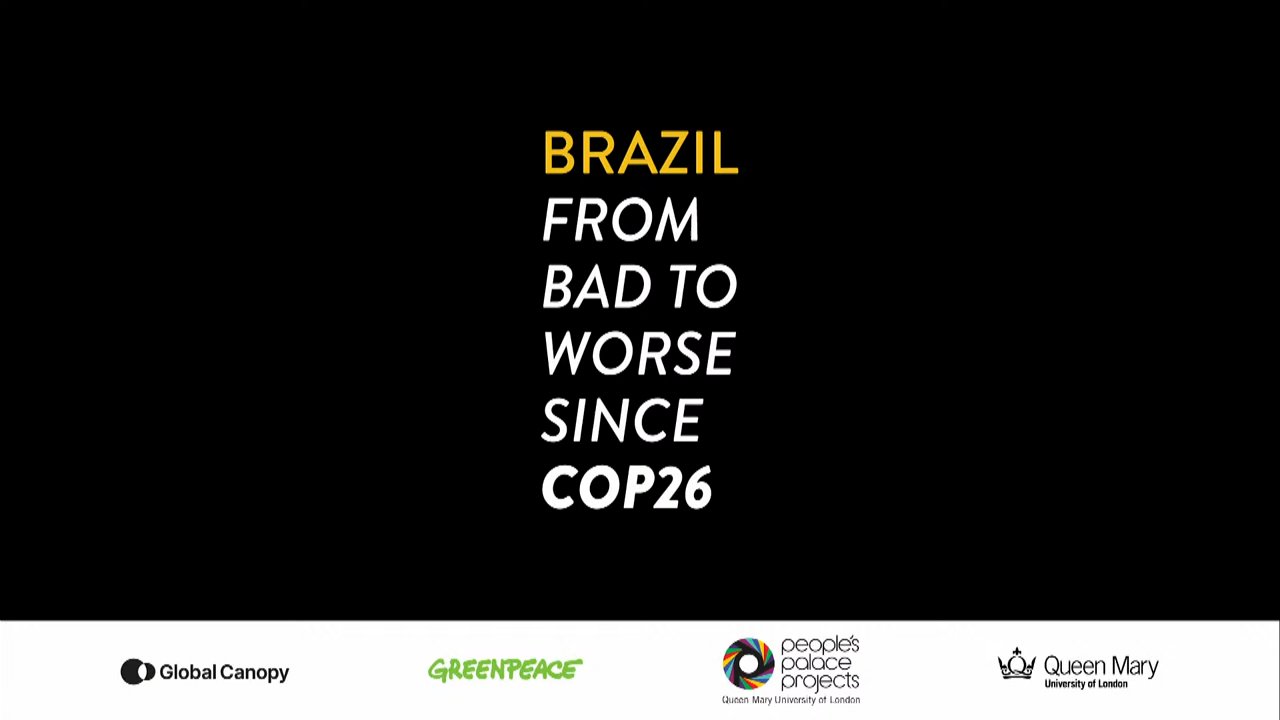 BRAZIL
FROM
BAD TO
WORSE
SINCE
COP26
Global Canopy
GREENPEACE
people's
palace
projects
Queen Mary University of London
Queen Mary
University of London